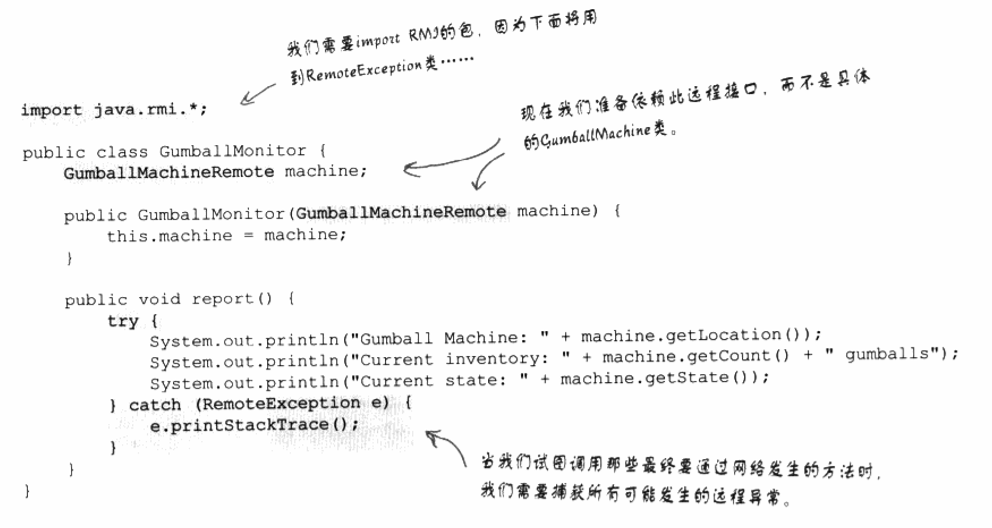 我们需要import RMI的包，因为下面将用
到RemoteException类……
import java.rmi.*;
现在我们准备依赖此远程接口，而不是具体
的GumballMachine类。
public class GumballMonitor {
GumballMachineRemote machine;
public GumballMonitor(GumballMachineRemote machine) {
this.machine = machine;
}
public void report() {
try {
System.out.println("Gumball Machine: " + machine.getLocation());
System.out.println("Current inventory: " + machine.getCount() + " gumballs");
System.out.println("Current state: " + machine.getState());
} catch (RemoteException e) {
e.printStackTrace();
}
当我们试图调用那些最终要通过网络发生的方法时，
}
我们需要捕获所有可能发生的远程异常。
}